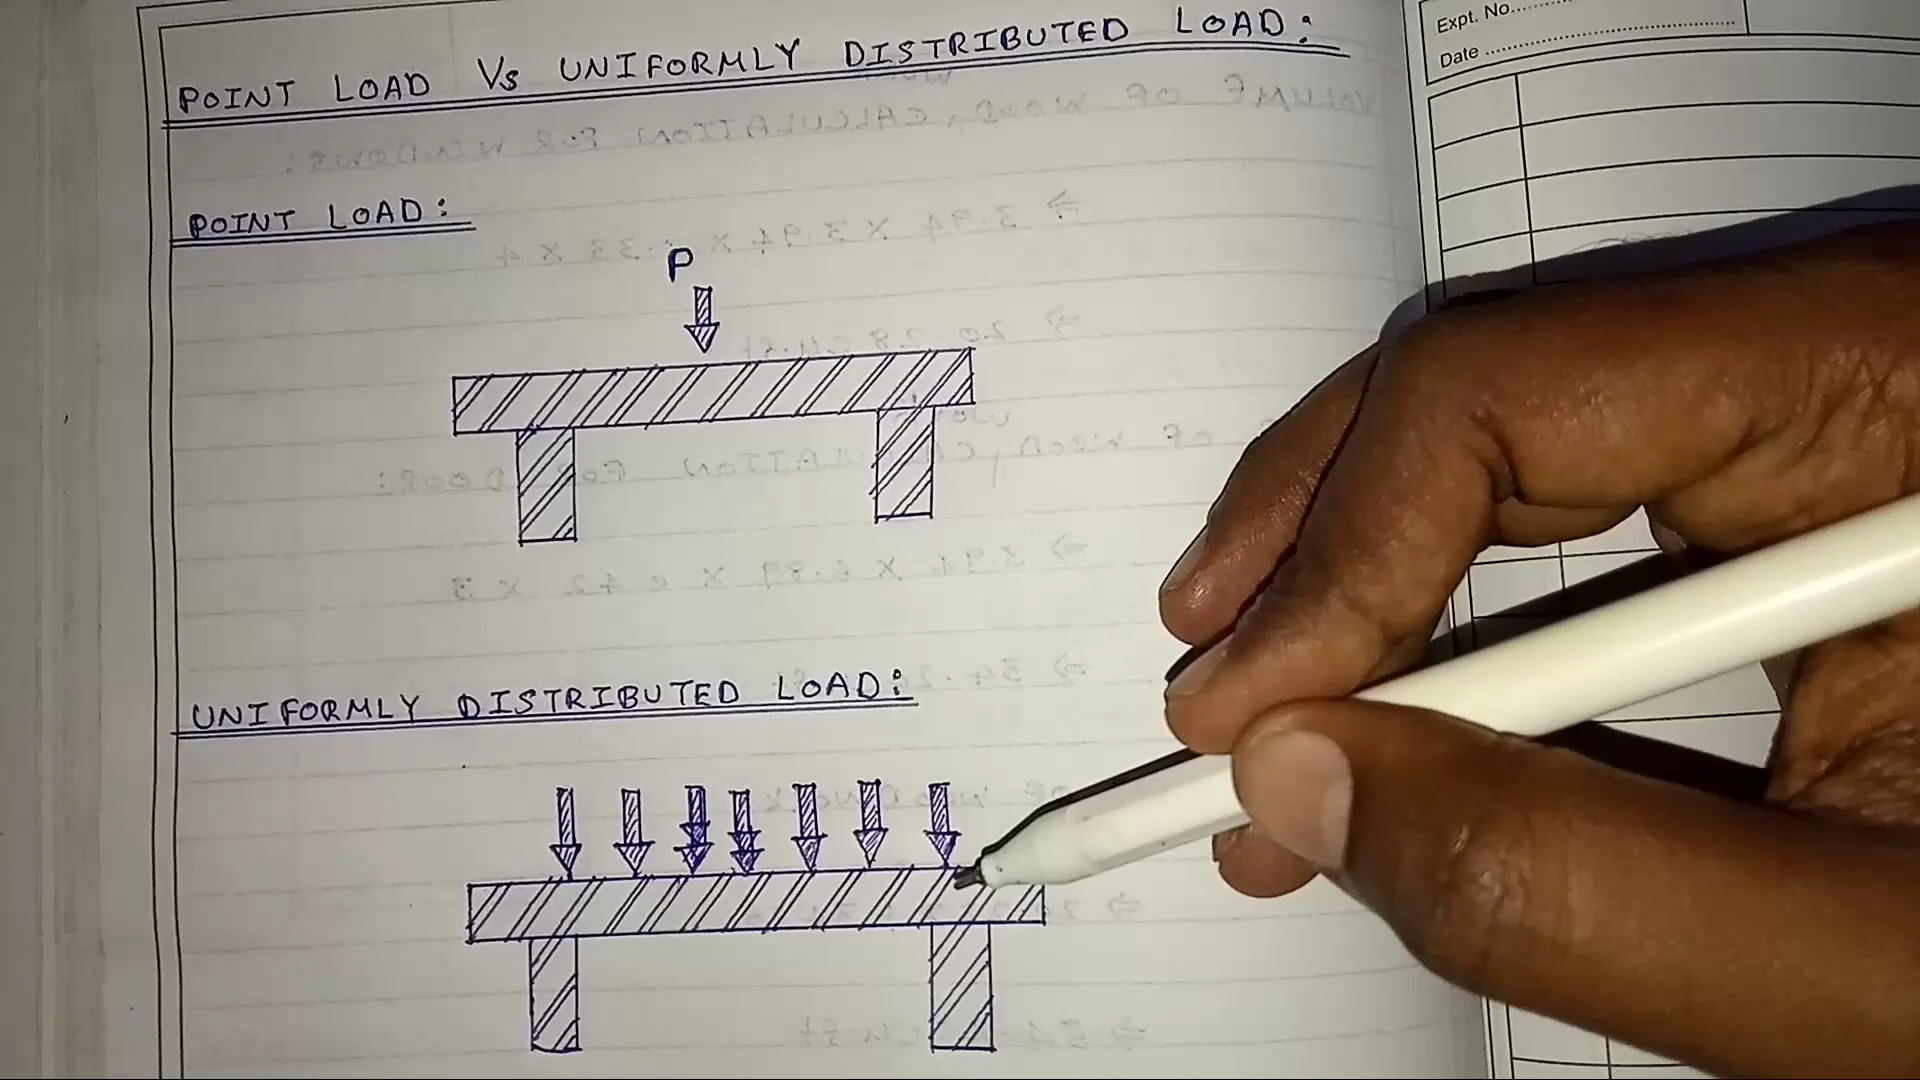 POINT LOAD Vs UNIFORMLY DISTRIBUTED LOAD:
Expt. No.
Date
POINT LOAD:
P
UNIFORMLY DISTRIBUTED LOAD: